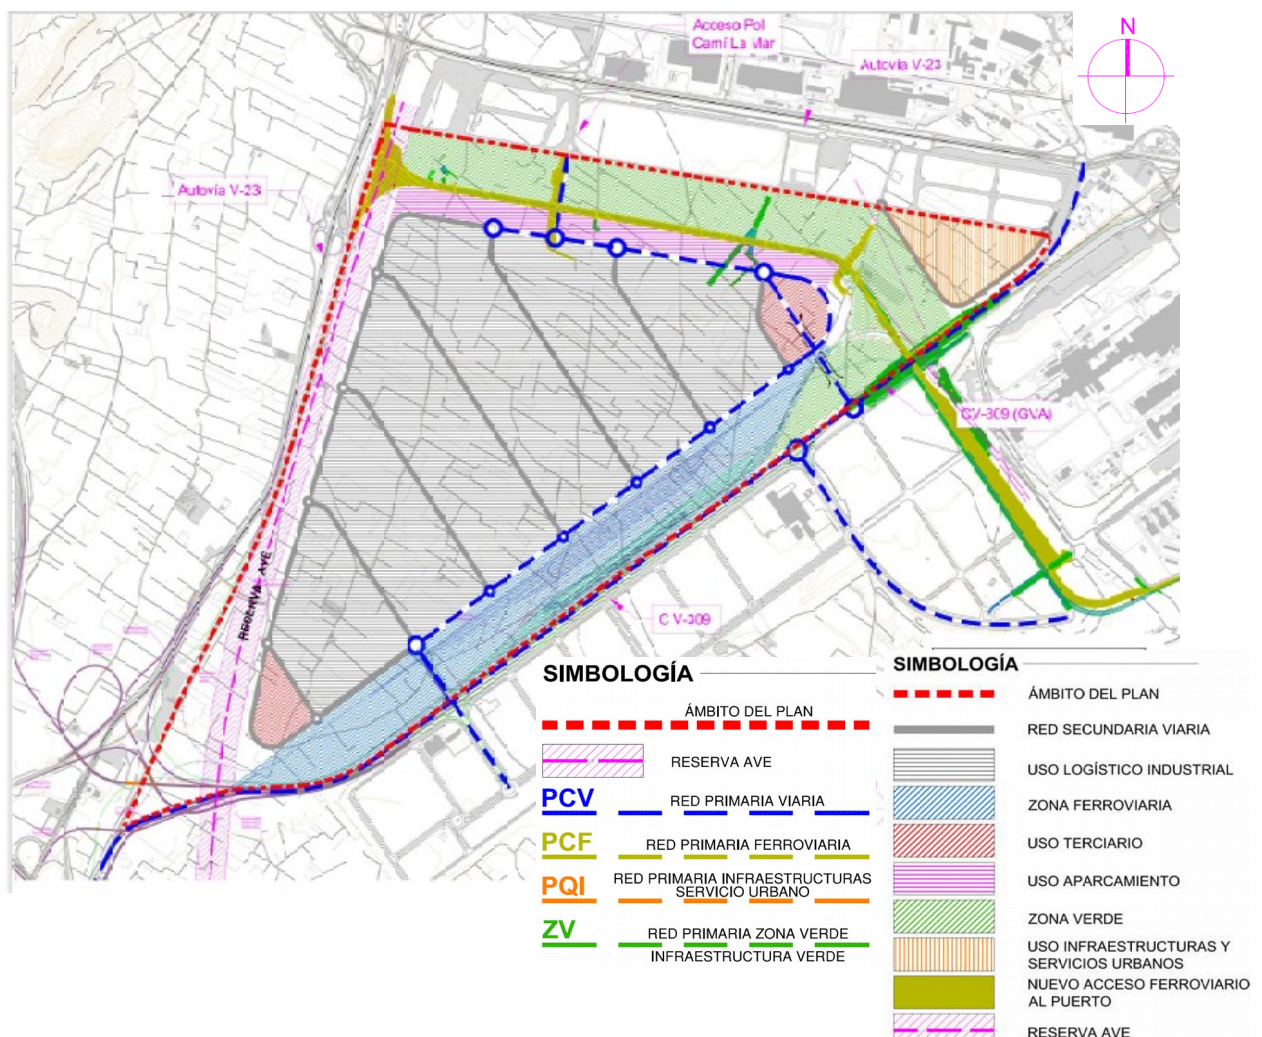 N
Acceso Pol
Camí La Mar
Autovía V-23
Autovía V-23
CV-309 (GVA)
RESERVA AVE
CV-309
SIMBOLOGÍA
ÁMBITO DEL PLAN
RESERVA AVE
PCV RED PRIMARIA VIARIA
PCF RED PRIMARIA FERROVIARIA
PQI RED PRIMARIA INFRAESTRUCTURAS
SERVICIO URBANO
ZV RED PRIMARIA ZONA VERDE
INFRAESTRUCTURA VERDE
SIMBOLOGÍA
ÁMBITO DEL PLAN
RED SECUNDARIA VIARIA
USO LOGÍSTICO INDUSTRIAL
ZONA FERROVIARIA
USO TERCIARIO
USO APARCAMIENTO
ZONA VERDE
USO INFRAESTRUCTURAS Y
SERVICIOS URBANOS
NUEVO ACCESO FERROVIARIO
AL PUERTO
RESERVA AVE